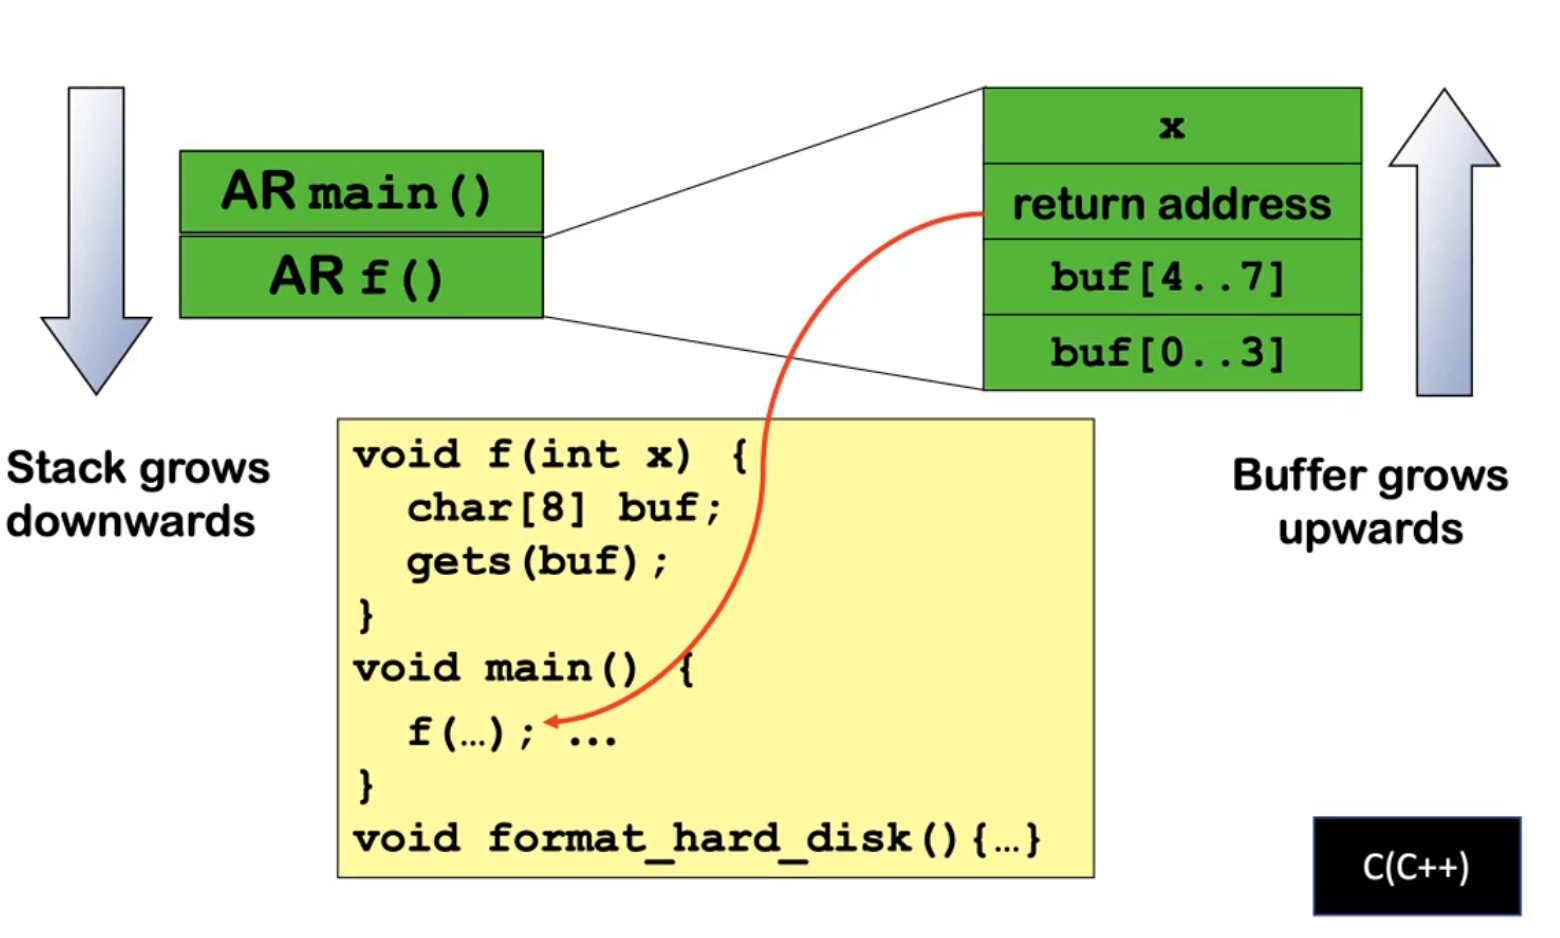 AR main()
AR f()
x
return address
buf[4..7]
buf[0..3]
Stack grows
downwards
void f(int x) {
char[8] buf;
gets(buf);
}
void main() {
f(…); ...
}
void format_hard_disk(){…}
Buffer grows
upwards
C(C++)